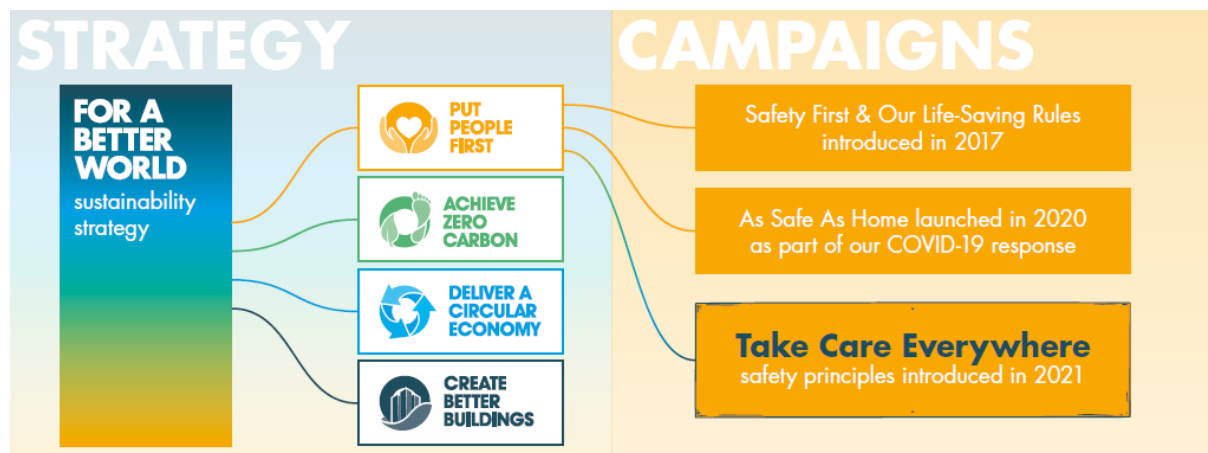 STRATEGY
CAMPAIGNS
FOR A
BETTER
WORLD
sustainability
strategy
PUT
PEOPLE
FIRST
ACHIEVE
ZERO
CARBON
DELIVER A
CIRCULAR
ECONOMY
CREATE
BETTER
BUILDINGS
Safety First & Our Life-Saving Rules
introduced in 2017
As Safe As Home launched in 2020
as part of our COVID-19 response
Take Care Everywhere
safety principles introduced in 2021